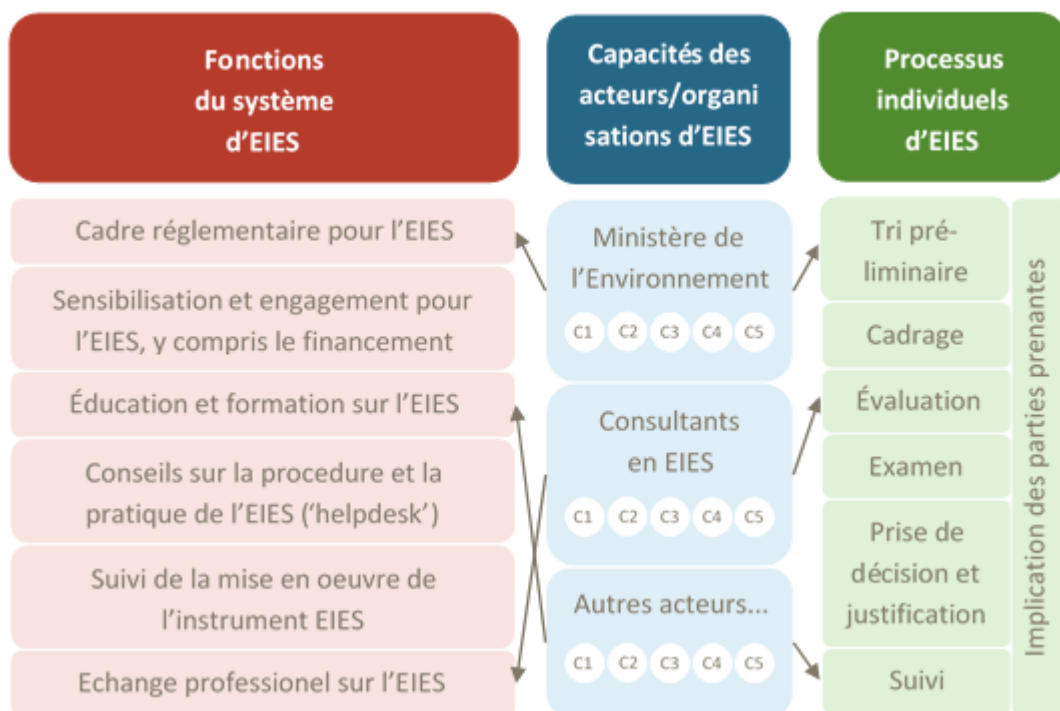 Fonctions
du système
d'EIES
Cadre réglementaire pour l'EIES
Sensibilisation et engagement pour
l'EIES, y compris le financement
Éducation et formation sur l'EIES
Conseils sur la procedure et la
pratique de l'EIES ('helpdesk')
Suivi de la mise en oeuvre de
l'instrument EIES
Echange professionel sur l'EIES
Capacités des
acteurs/organi
sations d'EIES
Ministère de
l'Environnement
C1 C2 C3 C4 C5
Consultants
en EIES
C1 C2 C3 C4 C5
Autres acteurs...
C1 C2 C3 C4 C5
Processus
individuels
d'EIES
Tri pré-
liminaire
Cadrage
Évaluation
Examen
Prise de
décision et
justification
Suivi
Implication des parties prenantes